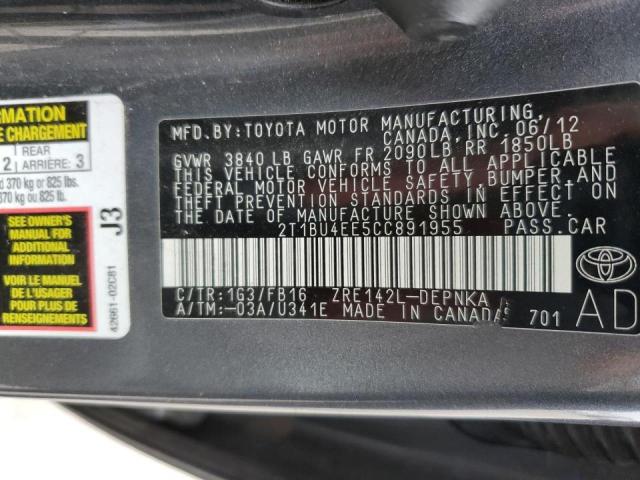 RMATION
E CHARGEMENT
1 REAR
2 ARRIÈRE: 3
d 370 kg or 825 lbs.
370 kg ou 825 lb.
SEE OWNER'S
MANUAL FOR
ADDITIONAL
INFORMATION
VOIR LE MANUEL
DE
POUR PLUS DE
RENSEIGNEMENTS
J3
42661-02C81
MFD. BY: TOYOTA MOTOR MANUFACTURING,
CANADA, INC. 06/12
GVWR 3840 LB GAWR FR 2090LB RR 1850LB
THIS VEHICLE CONFORMS TO ALL APPLICABLE
FEDERAL MOTOR VEHICLE SAFETY, BUMPER, AND
THEFT PREVENTION STANDARDS IN EFFECT ON
THE DATE OF MANUFACTURE SHOWN ABOVE.
2T1BU4EE5CC891955 PASS.CAR
C/TR:1G3/FB16 ZRE142L-DEPNKA
A/TM:-03A/U341E MADE IN CANADA 701
TOYOTA
AD